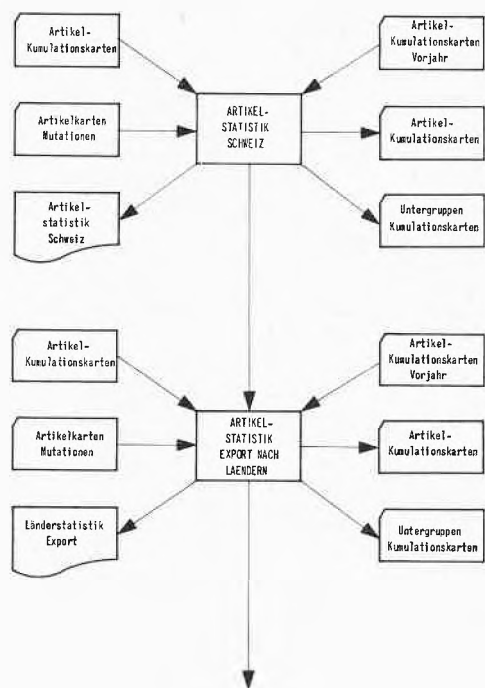 Artikel-
Kumulationskarten
Artikel-
Kumulationskarten
Vorjahr
Artikelkarten
Mutationen
ARTIKEL-
STATISTIK
SCHWEIZ
Artikel-
Kumulationskarten
Artikel-
statistik
Schweiz
Untergruppen
Kumulationskarten
Artikel-
Kumulationskarten
Artikel-
Kumulationskarten
Vorjahr
Artikelkarten
Mutationen
ARTIKEL-
STATISTIK
EXPORT NACH
LAENDERN
Artikel-
Kumulationskarten
Länderstatistik
Export
Untergruppen
Kumulationskarten